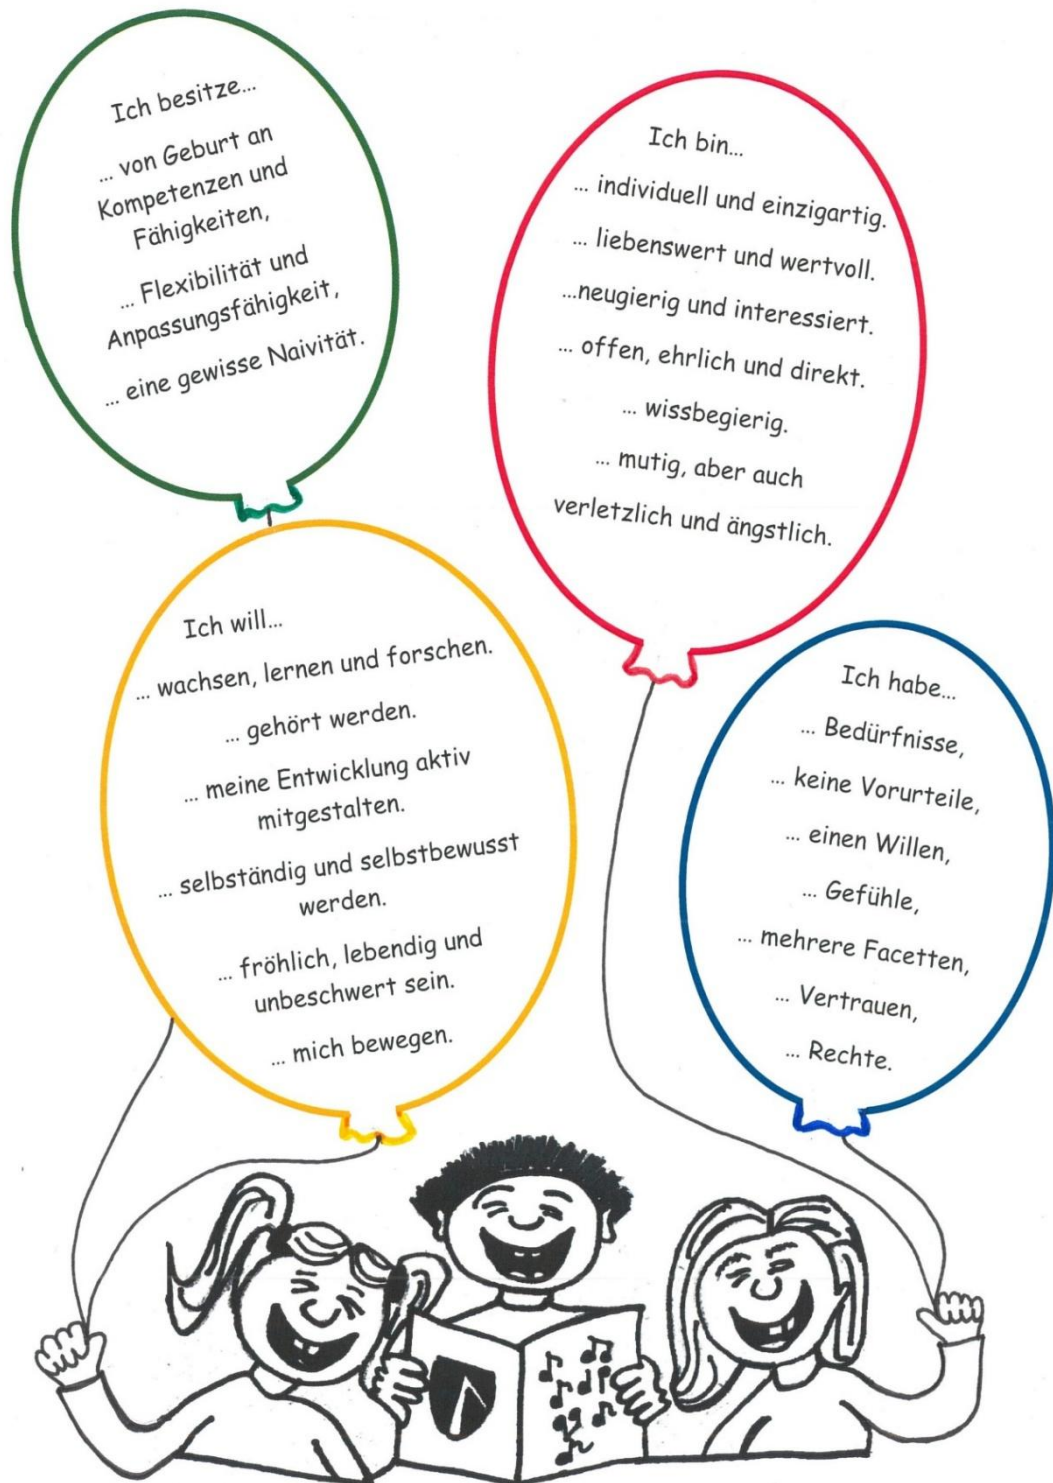 Ich besitze...
... von Geburt an
Kompetenzen und
Fähigkeiten,
... Flexibilität und
Anpassungsfähigkeit,
... eine gewisse Naivität.
Ich bin...
... individuell und einzigartig.
... liebenswert und wertvoll.
...neugierig und interessiert.
... offen, ehrlich und direkt.
... wissbegierig.
... mutig, aber auch
verletzlich und ängstlich.
Ich will...
... wachsen, lernen und forschen.
... gehört werden.
... meine Entwicklung aktiv
mitgestalten.
... selbständig und selbstbewusst
werden.
... fröhlich, lebendig und
unbeschwert sein.
... mich bewegen.
Ich habe...
... Bedürfnisse,
... keine Vorurteile,
... einen Willen,
... Gefühle,
... mehrere Facetten,
... Vertrauen,
... Rechte.